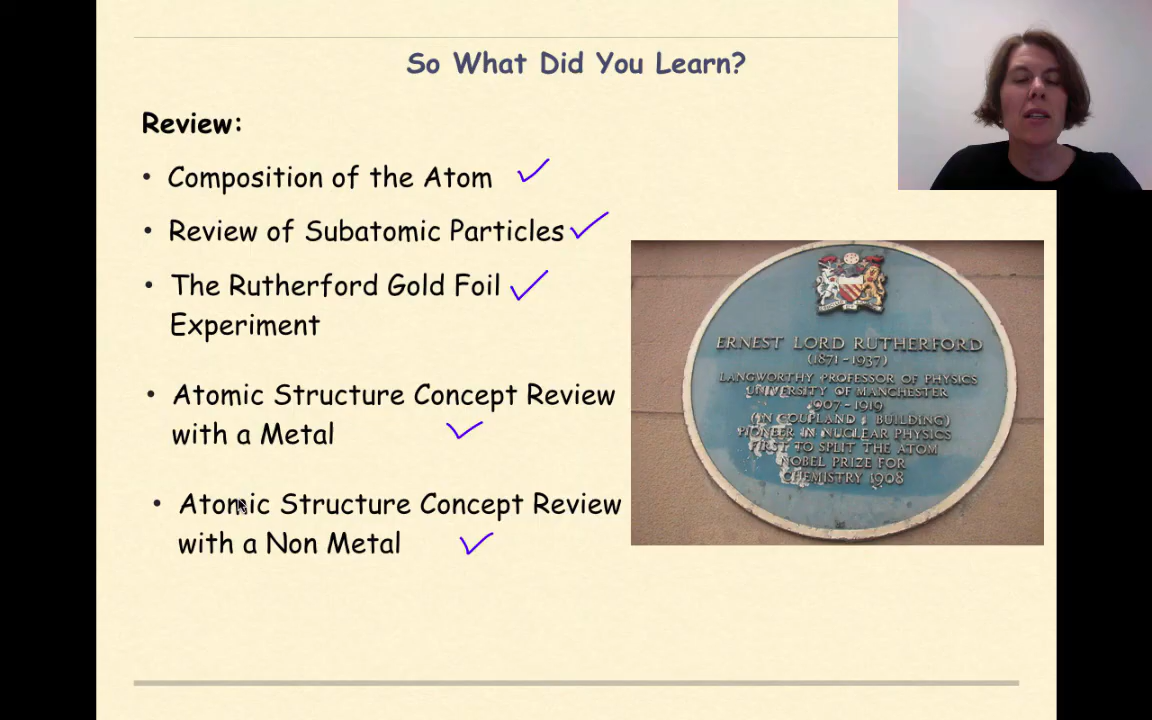 So What Did You Learn?
Review:
• Composition of the Atom
• Review of Subatomic Particles
• The Rutherford Gold Foil
Experiment
• Atomic Structure Concept Review
with a Metal
• Atomic Structure Concept Review
with a Non Metal
ERNEST LORD RUTHERFORD
(1871-1937)
LANGWORTHY PROFESSOR OF PHYSICS
UNIVERSITY OF MANCHESTER
1907-1919
(IN COUPLAND 1 BUILDING)
PIONEER IN NUCLEAR PHYSICS
FIRST TO SPLIT THE ATOM
NOBEL PRIZE FOR
CHEMISTRY 1908